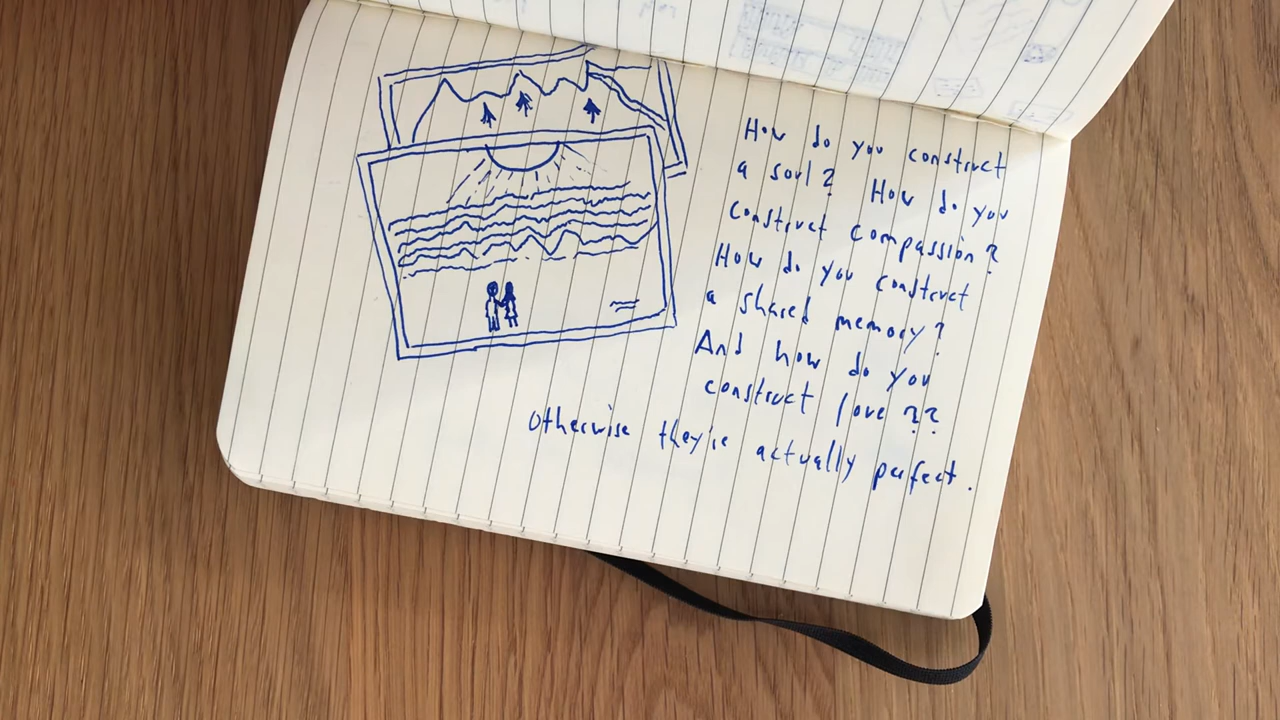 How do you construct
a soul? How do you
construct compassion?
How do you construct
a shared memory?
And how do you
construct love??
Otherwise they're actually perfect.